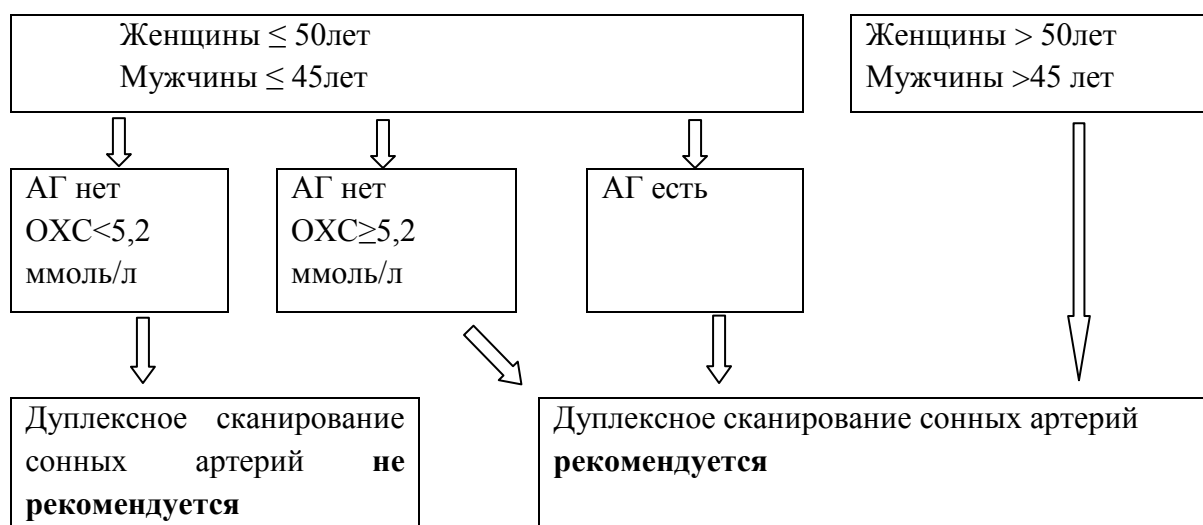 Женщины ≤ 50лет
Мужчины ≤ 45лет
Женщины > 50лет
Мужчины >45 лет
АГ нет
ОХС<5,2
ммоль/л
АГ нет
ОХС≥5,2
ммоль/л
АГ есть
Дуплексное сканирование
сонных артерий не
рекомендуется
Дуплексное сканирование сонных артерий
рекомендуется